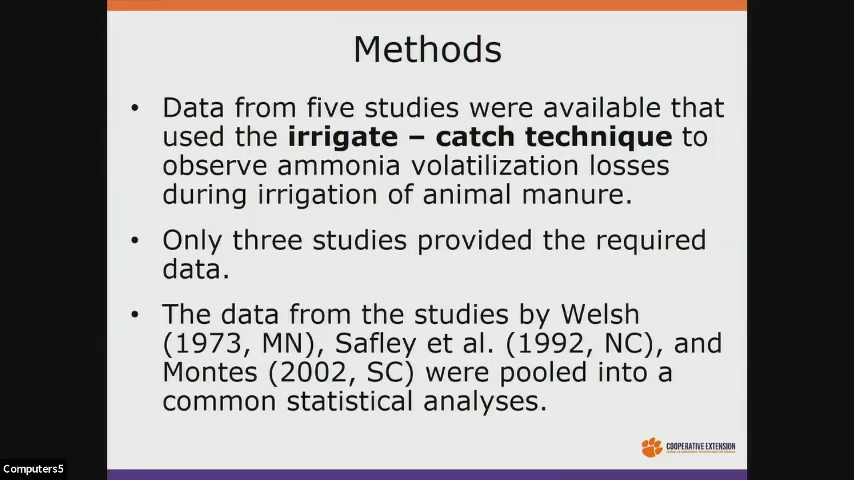 Methods
• Data from five studies were available that
used the irrigate – catch technique to
observe ammonia volatilization losses
during irrigation of animal manure.
• Only three studies provided the required
data.
• The data from the studies by Welsh
(1973, MN), Safley et al. (1992, NC), and
Montes (2002, SC) were pooled into a
common statistical analyses.
COOPERATIVE EXTENSION
Computers5